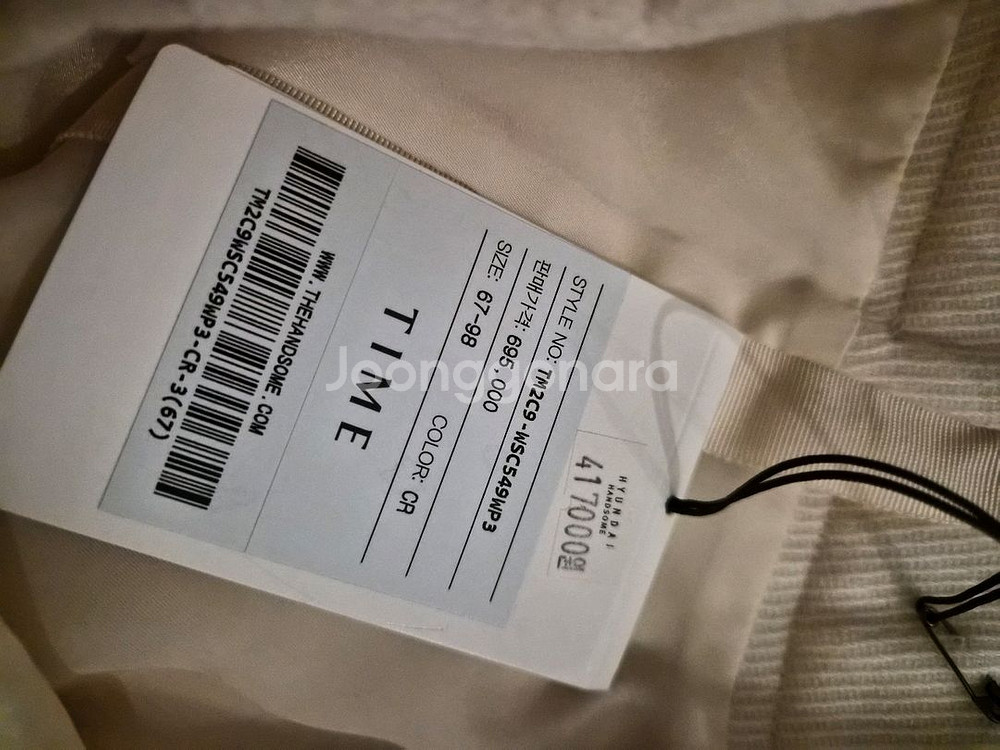 HYUNDAI
HANDSOME
417000원
STYLE NO: TM2C9-WSC549WP3
판매가격: 695,000
SIZE: 67-98 COLOR: CR
TIME
WWW.THEHANDSOME.COM
TM2C9WSC549WP3-CR-3(67)
Joonggonara